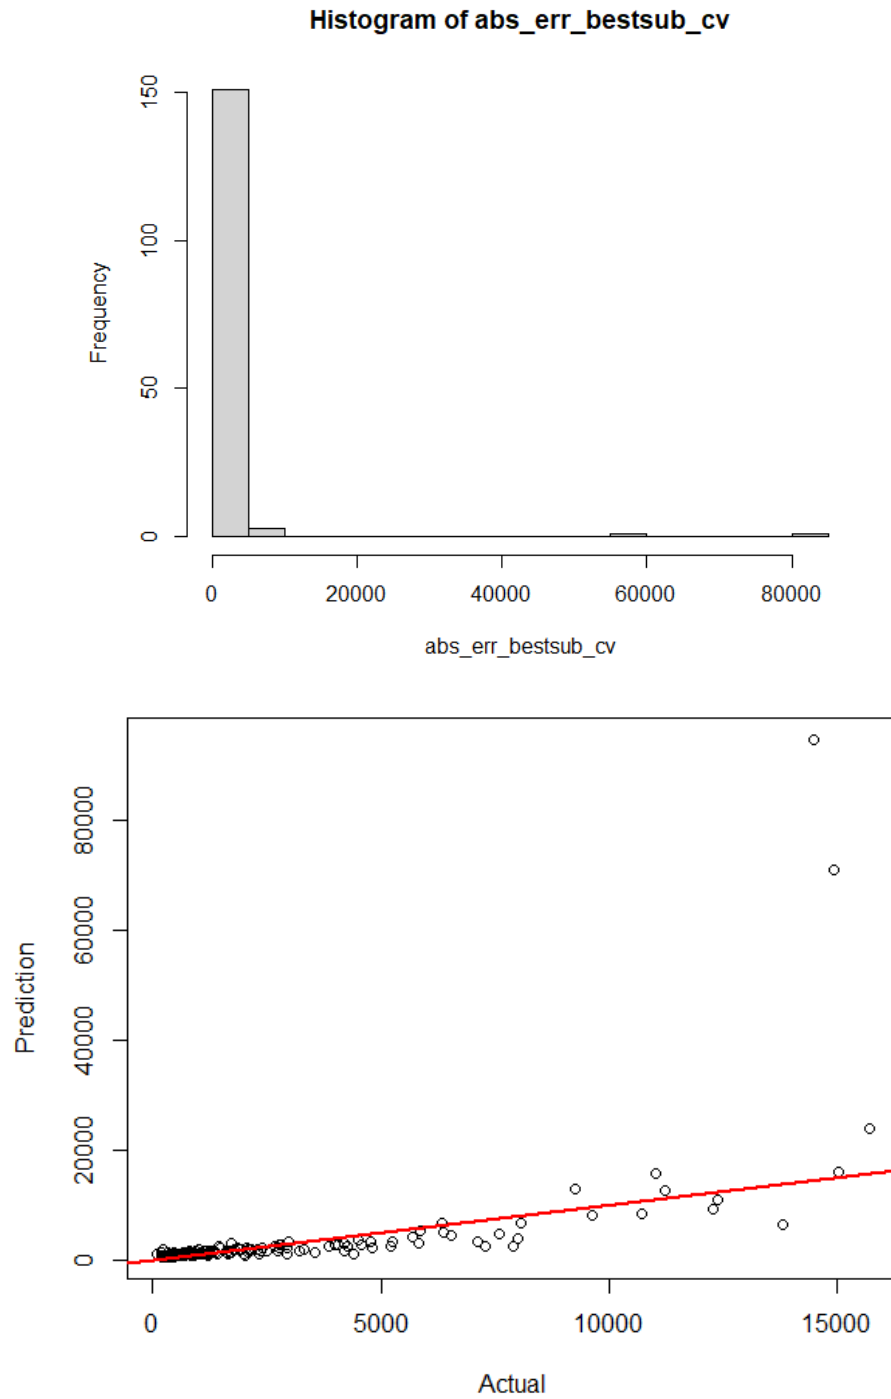 Histogram of abs_err_bestsub_cv
150
100
50
0
Frequency
0 20000 40000 60000 80000
abs_err_bestsub_cv
80000
60000
40000
20000
0
Prediction
0 5000 10000 15000
Actual